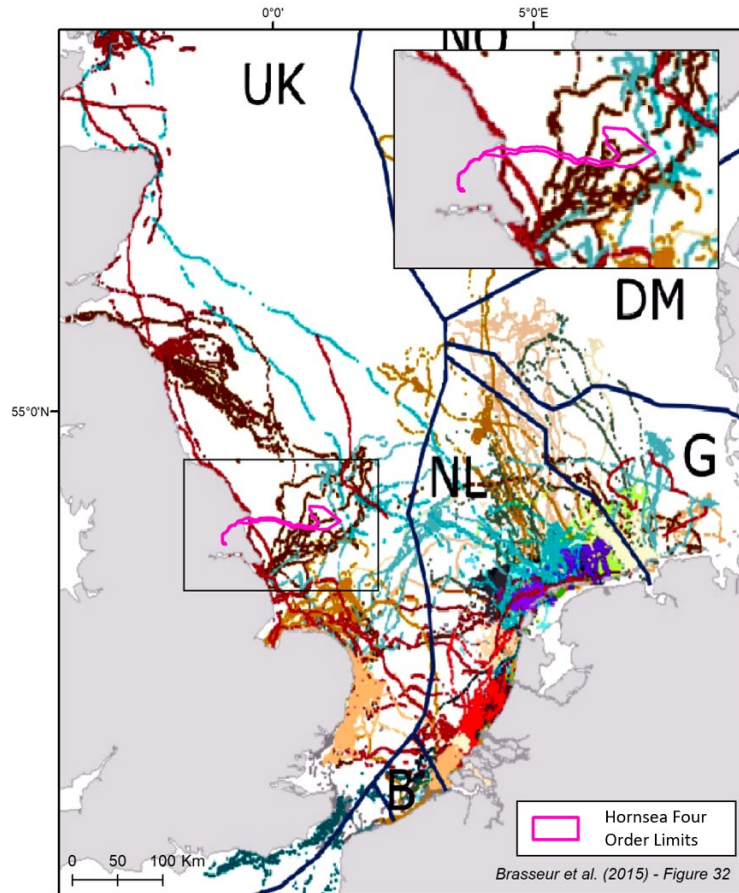 0°0'
5°0'E
NO
UK
DM
55°0'N
G
NL
B
0 50 100 Km
Hornsea Four
Order Limits
Brasseur et al. (2015) - Figure 32